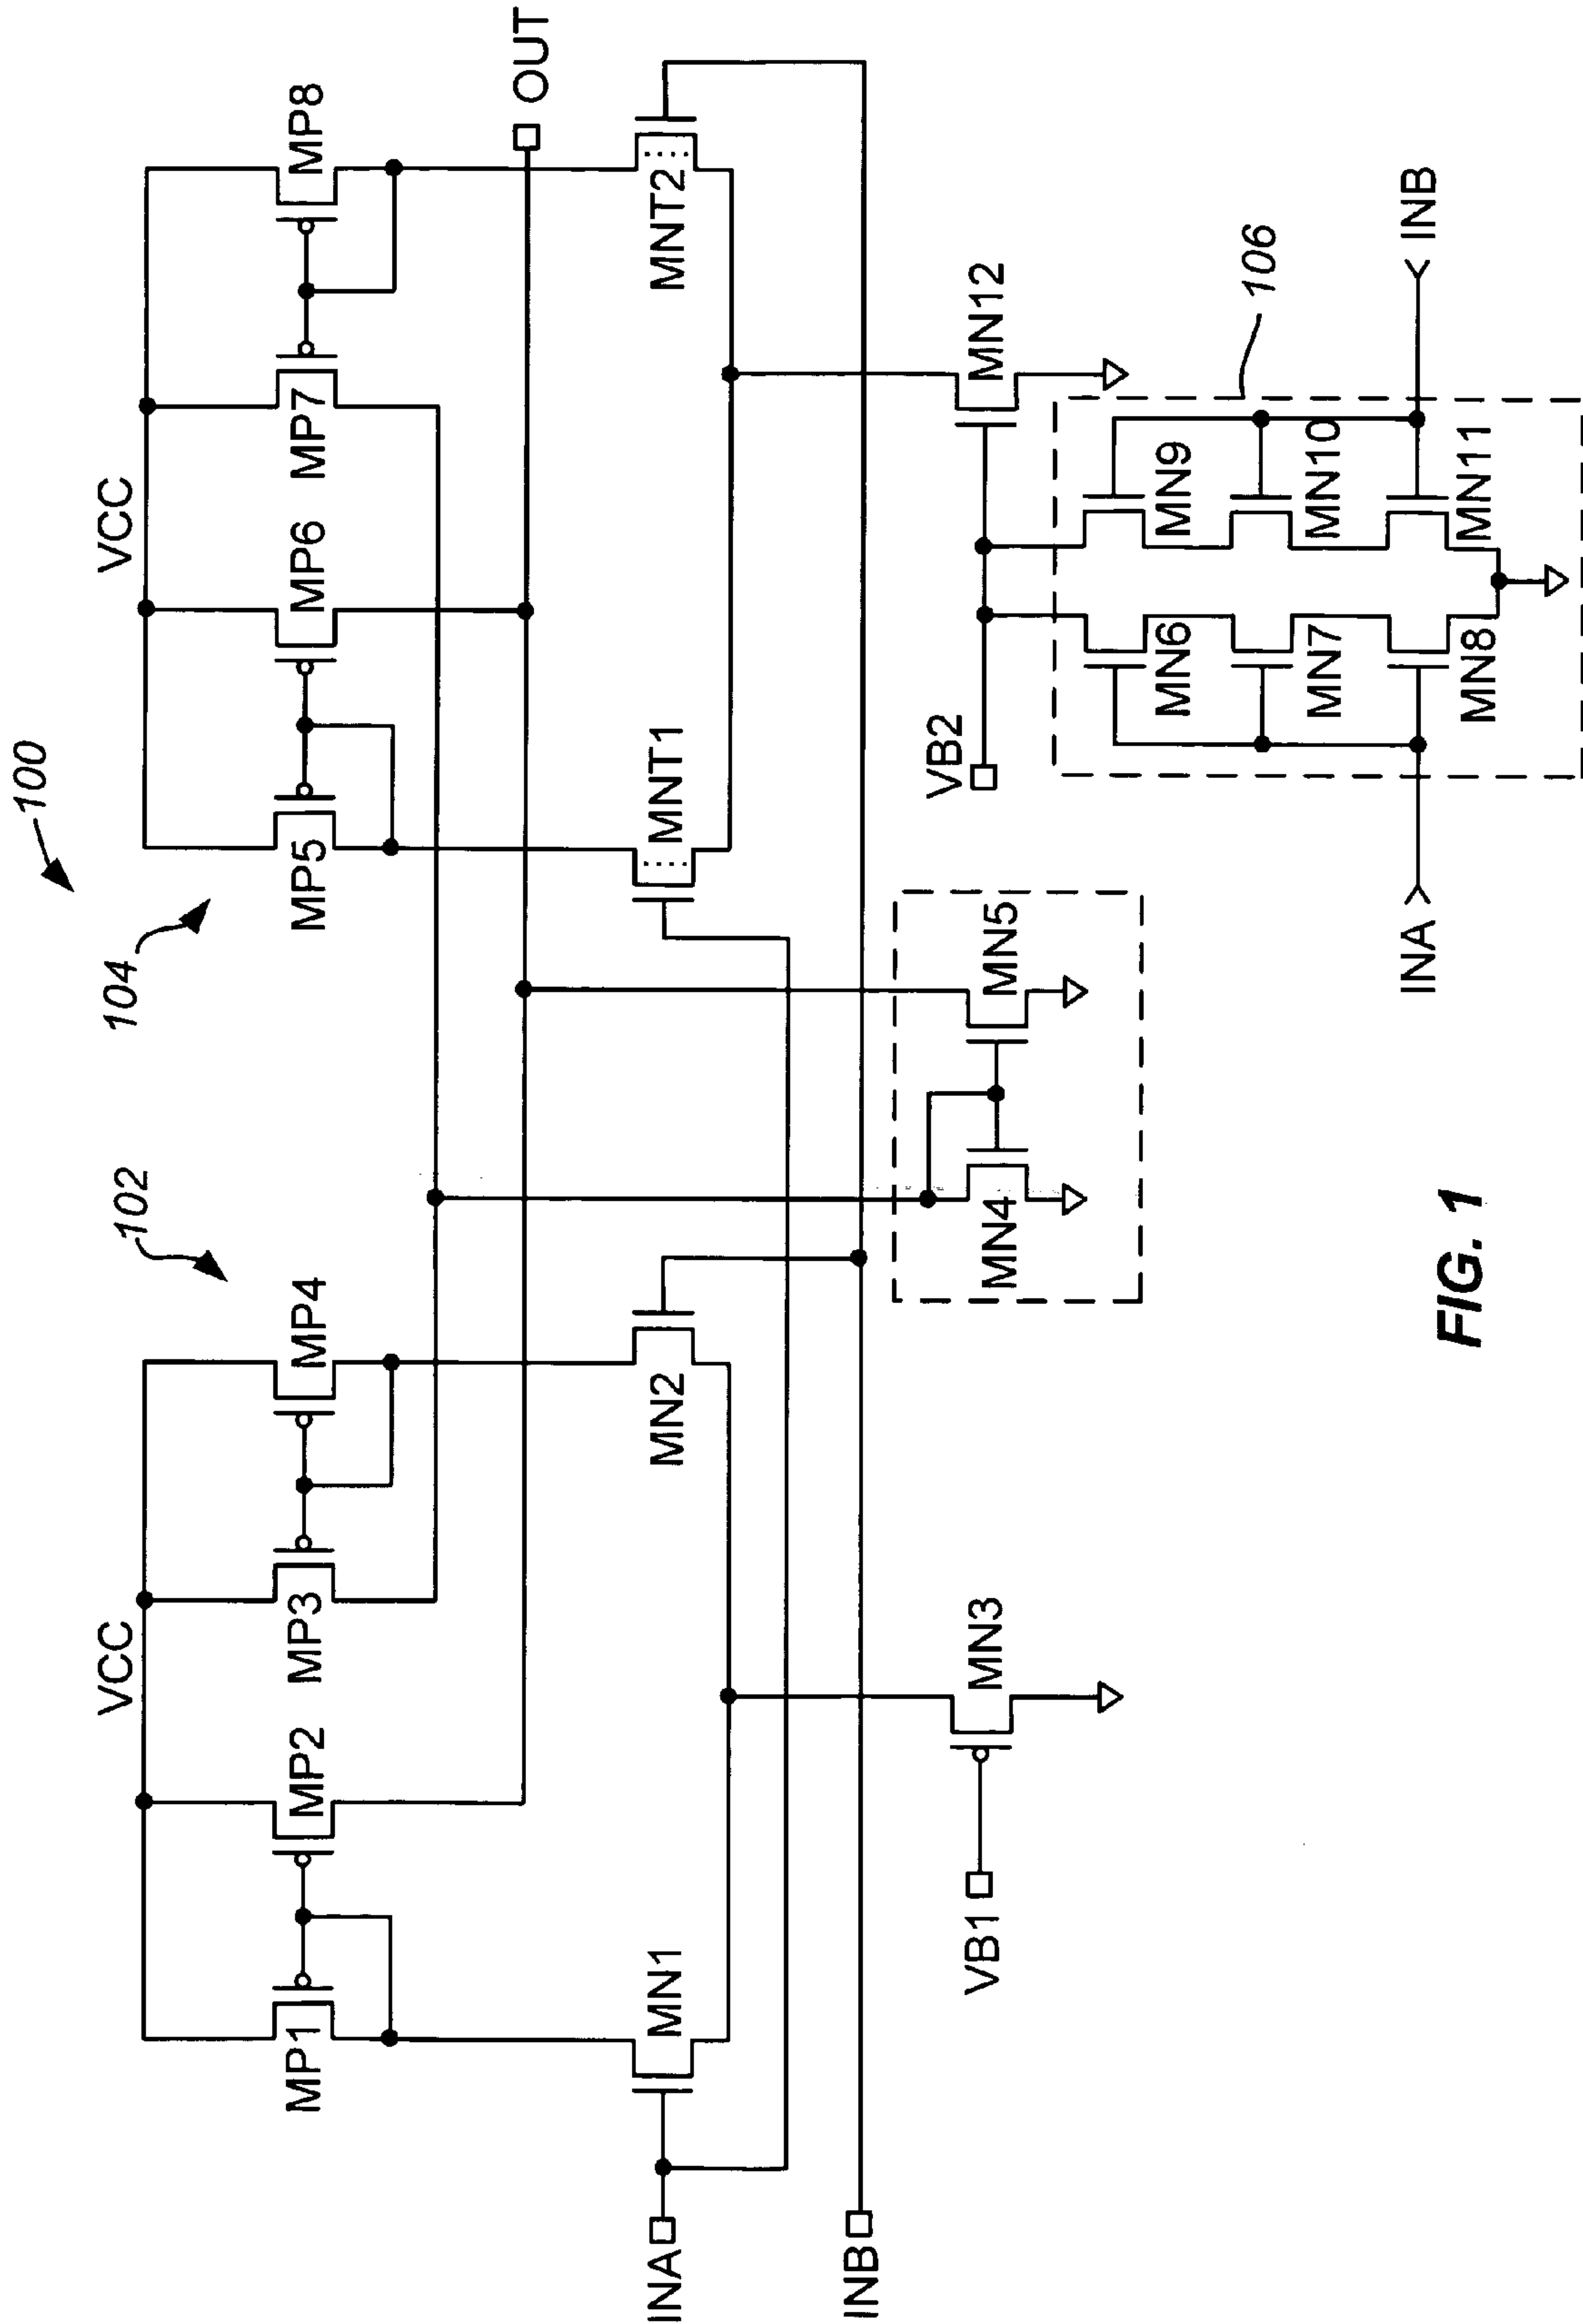 100
102
104
VCC
VCC
MP1
MP2
MP3
MP4
MP5
MP6
MP7
MP8
OUT
INA
MN1
MN2
MNT1
MNT2
INB
VB1
MN3
MN4
MN5
VB2
MN12
106
MN6
MN9
MN7
MN10
MN8
MN11
INA
INB
FIG. 1